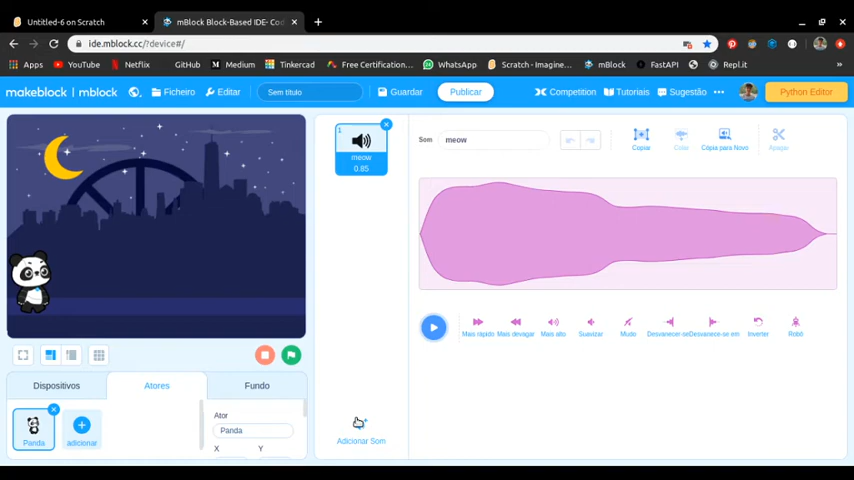 Untitled-6 on Scratch
mBlock Block-Based IDE- Co
ide.mblock.cc/?device#/
Apps
YouTube
Netflix
GitHub
Medium
Tinkercad
Free Certification...
WhatsApp
Scratch - Imagine...
mBlock
FastAPI
Repl.it
makeblock | mblock
Ficheiro
Editar
Sem título
Guardar
Publicar
Competition
Tutoriais
Sugestão
Python Editor
1
meow
0.85
Som
meow
Copiar
Colar
Cópia para Novo
Apagar
Mais rápido
Mais devagar
Mais alto
Suavizar
Mudo
Desvanecer-se
Desvanece-se em
Inverter
Robô
Dispositivos
Atores
Fundo
Panda
adicionar
Ator
Panda
X
Y
Adicionar Som